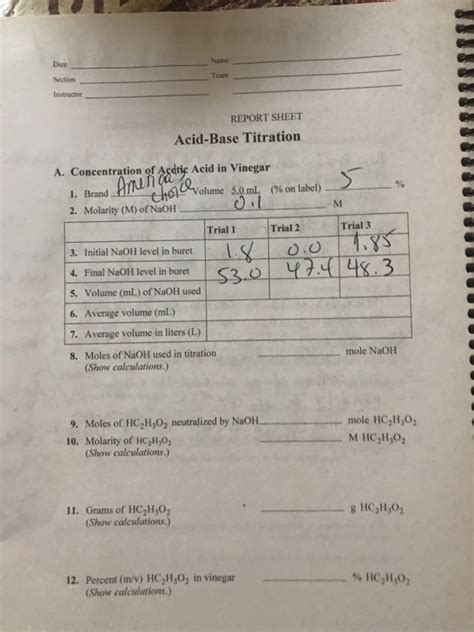 Date
Name
Section
Team
Instructor
REPORT SHEET
Acid-Base Titration
A. Concentration of Acetic Acid in Vinegar
1. Brand America's choice Volume 5.0 mL (% on label) 5 %
2. Molarity (M) of NaOH 0.1 M
Trial 1 Trial 2 Trial 3
3. Initial NaOH level in buret 1.8 0.0 1.85
4. Final NaOH level in buret 53.0 47.4 48.3
5. Volume (mL) of NaOH used
6. Average volume (mL)
7. Average volume in liters (L)
8. Moles of NaOH used in titration mole NaOH
(Show calculations.)
9. Moles of HC₂H₃O₂ neutralized by NaOH mole HC₂H₃O₂
10. Molarity of HC₂H₃O₂ M HC₂H₃O₂
(Show calculations.)
11. Grams of HC₂H₃O₂ g HC₂H₃O₂
(Show calculations.)
12. Percent (m/v) HC₂H₃O₂ in vinegar % HC₂H₃O₂
(Show calculations.)